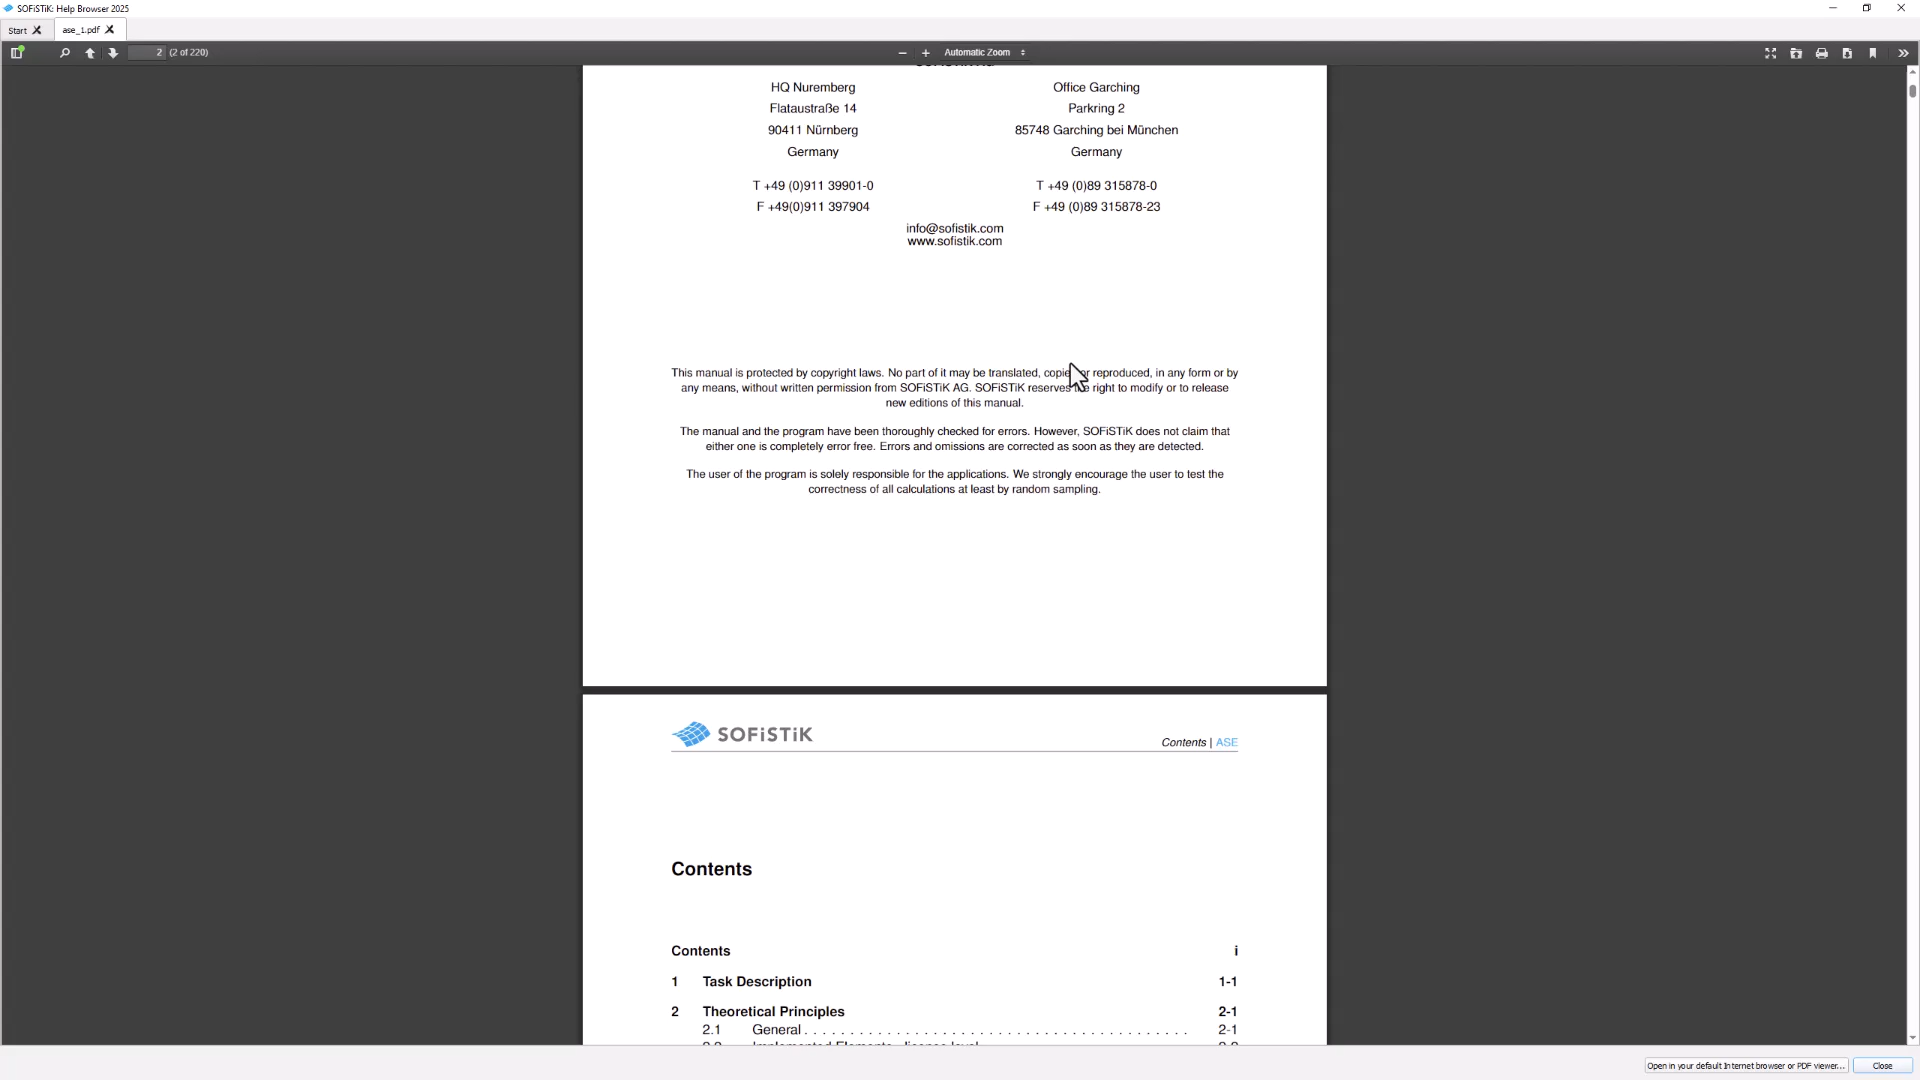 SOFiSTiK: Help Browser 2025
Start
ase_1.pdf
2 (2 of 220)
Automatic Zoom
HQ Nuremberg
Flataustraße 14
90411 Nürnberg
Germany
T +49 (0)911 39901-0
F +49(0)911 397904
Office Garching
Parkring 2
85748 Garching bei München
Germany
T +49 (0)89 315878-0
F +49 (0)89 315878-23
info@sofistik.com
www.sofistik.com
This manual is protected by copyright laws. No part of it may be translated, copied or reproduced, in any form or by
any means, without written permission from SOFiSTiK AG. SOFiSTiK reserves the right to modify or to release
new editions of this manual.
The manual and the program have been thoroughly checked for errors. However, SOFiSTiK does not claim that
either one is completely error free. Errors and omissions are corrected as soon as they are detected.
The user of the program is solely responsible for the applications. We strongly encourage the user to test the
correctness of all calculations at least by random sampling.
SOFiSTiK
Contents | ASE
Contents
Contents i
1 Task Description 1-1
2 Theoretical Principles 2-1
2.1 General . . . . . . . . . . . . . . . . . . . . . . . . . . . . . . . . . . . . . . . . . 2-1
Open in your default Internet browser or PDF viewer...
Close